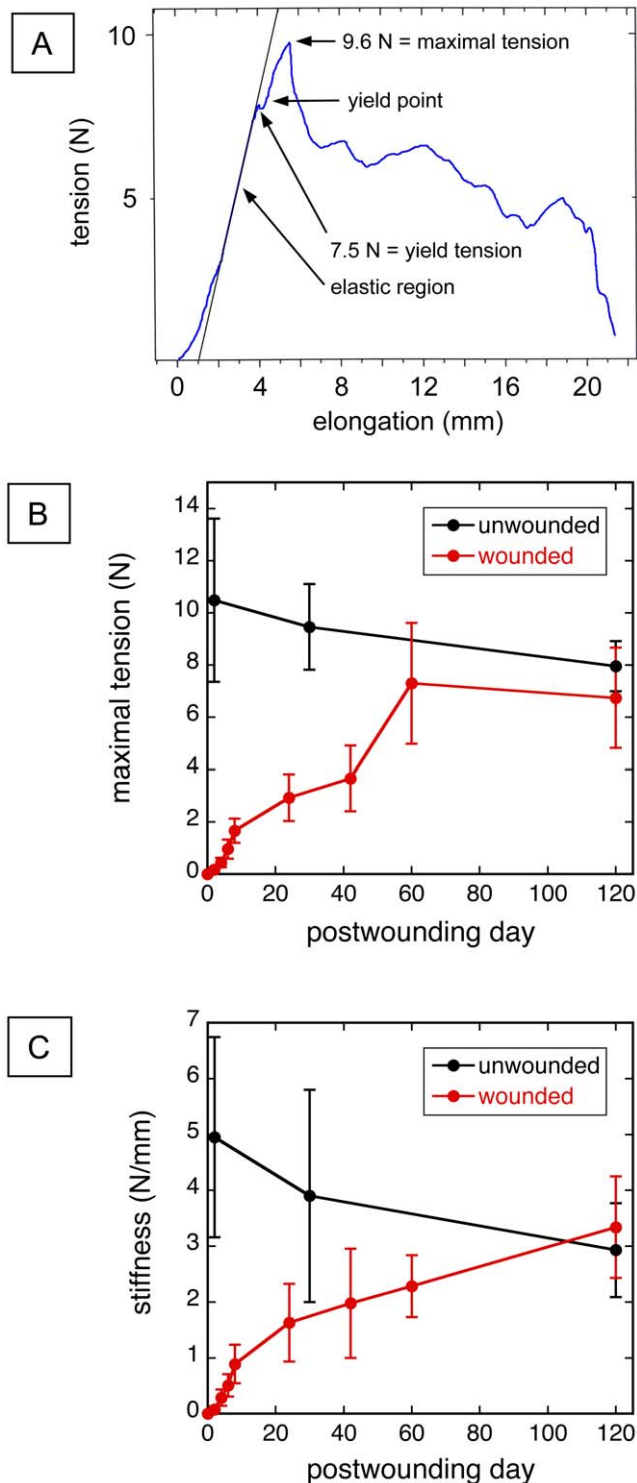 A
10
5
tension (N)
9.6 N = maximal tension
yield point
7.5 N = yield tension
elastic region
0 4 8 12 16 20
elongation (mm)
B
14
12
10
8
6
4
2
0
maximal tension (N)
unwounded
wounded
0 20 40 60 80 100 120
postwounding day
C
7
6
5
4
3
2
1
0
stiffness (N/mm)
unwounded
wounded
0 20 40 60 80 100 120
postwounding day